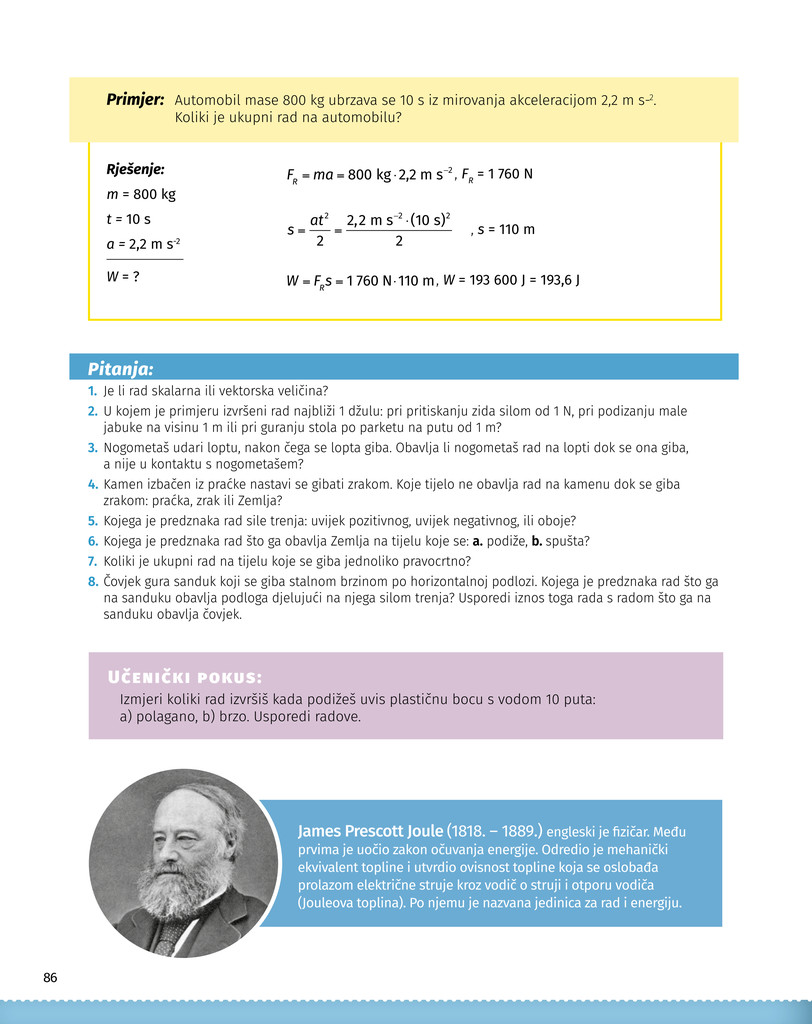 Primjer: Automobil mase 800 kg ubrzava se 10 s iz mirovanja akceleracijom 2,2 m s⁻².
Koliki je ukupni rad na automobilu?
Rješenje:
m = 800 kg
t = 10 s
a = 2,2 m s⁻²
W = ?
F_R = ma = 800 kg · 2,2 m s⁻², F_R = 1 760 N
s = at²/2 = 2,2 m s⁻² · (10 s)²/2, s = 110 m
W = F_R s = 1 760 N · 110 m, W = 193 600 J = 193,6 J
Pitanja:
1. Je li rad skalarna ili vektorska veličina?
2. U kojem je primjeru izvršeni rad najbliži 1 džulu: pri pritiskanju zida silom od 1 N, pri podizanju male
jabuke na visinu 1 m ili pri guranju stola po parketu na putu od 1 m?
3. Nogometaš udari loptu, nakon čega se lopta giba. Obavlja li nogometaš rad na lopti dok se ona giba,
a nije u kontaktu s nogometašem?
4. Kamen izbačen iz praćke nastavi se gibati zrakom. Koje tijelo ne obavlja rad na kamenu dok se giba
zrakom: praćka, zrak ili Zemlja?
5. Kojega je predznaka rad sile trenja: uvijek pozitivnog, uvijek negativnog, ili oboje?
6. Kojega je predznaka rad što ga obavlja Zemlja na tijelu koje se: a. podiže, b. spušta?
7. Koliki je ukupni rad na tijelu koje se giba jednoliko pravocrtno?
8. Čovjek gura sanduk koji se giba stalnom brzinom po horizontalnoj podlozi. Kojega je predznaka rad što ga
na sanduku obavlja podloga djelujući na njega silom trenja? Usporedi iznos toga rada s radom što ga na
sanduku obavlja čovjek.
UČENIČKI POKUS:
Izmjeri koliki rad izvršiš kada podižeš uvis plastičnu bocu s vodom 10 puta:
a) polagano, b) brzo. Usporedi radove.
James Prescott Joule (1818. – 1889.) engleski je fizičar. Među
prvima je uočio zakon očuvanja energije. Odredio je mehanički
ekvivalent topline i utvrdio ovisnost topline koja se oslobađa
prolazom električne struje kroz vodič o struji i otporu vodiča
(Jouleova toplina). Po njemu je nazvana jedinica za rad i energiju.
86